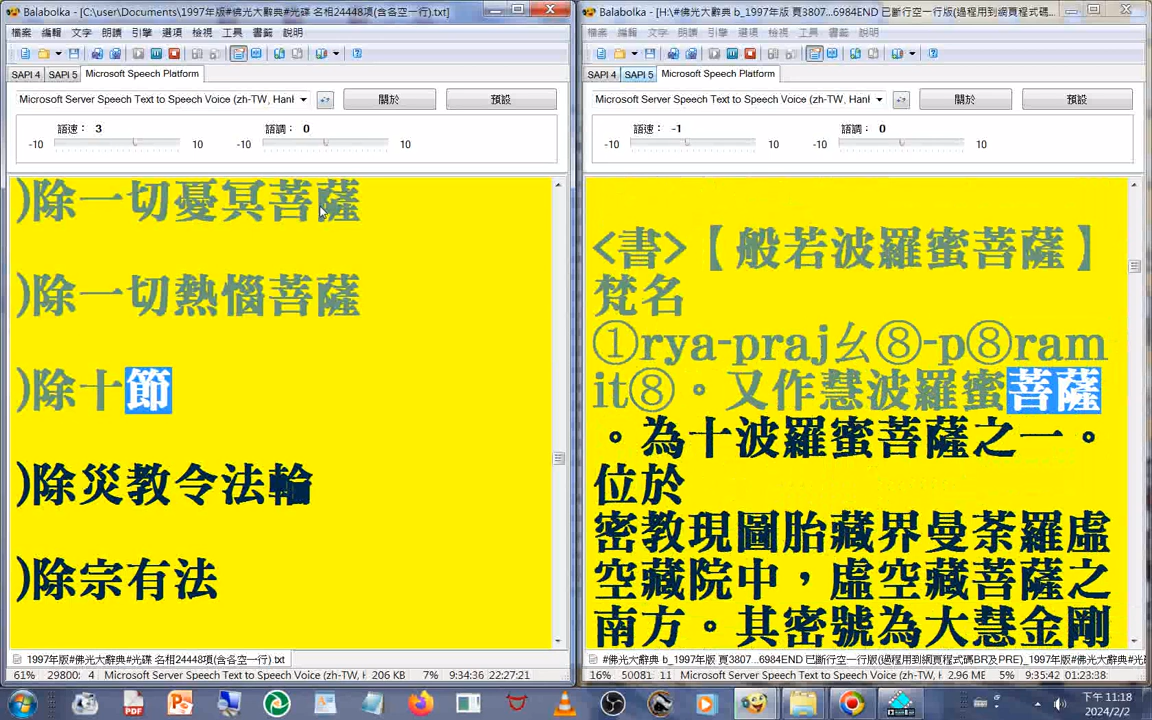 Balabolka - [C:\user\Documents\1997年版#佛光大辭典#光碟 名相24448項(含各空一行).txt]
檔案 編輯 文字 朗讀 引擎 選項 檢視 工具 書籤 說明
SAPI 4 SAPI 5 Microsoft Speech Platform
Microsoft Server Speech Text to Speech Voice (zh-TW, Hanl 關於 預設
語速： 3 語調： 0
-10 10 -10 10
)除一切憂冥菩薩
)除一切熱惱菩薩
)除十節
)除災教令法輪
)除宗有法
1997年版#佛光大辭典#光碟 名相24448項(含各空一行).txt
61% 29800: 4 Microsoft Server Speech Text to Speech Voice (zh-TW, H 206 KB 7% 9:34:36 22:27:21
Balabolka - [H:\#佛光大辭典 b_1997年版 頁3807...6984END 已斷行空一行版(過程用到網頁程式碼...
檔案 編輯 文字 朗讀 引擎 選項 檢視 工具 書籤 說明
SAPI 4 SAPI 5 Microsoft Speech Platform
Microsoft Server Speech Text to Speech Voice (zh-TW, Hanl 關於 預設
語速： -1 語調： 0
-10 10 -10 10
<書>【般若波羅蜜菩薩】
梵名
①rya-prajㄠ⑧-p⑧ram
it⑧。又作慧波羅蜜菩薩
。為十波羅蜜菩薩之一。
位於
密教現圖胎藏界曼荼羅虛
空藏院中，虛空藏菩薩之
南方。其密號為大慧金剛
#佛光大辭典 b_1997年版 頁3807...6984END 已斷行空一行版(過程用到網頁程式碼BR及PRE)_1997年版#光
16% 50081: 11 Microsoft Server Speech Text to Speech Voice (zh-TW, H 2.96 ME 5% 9:35:42 01:23:38
下午 11:18
2024/2/2